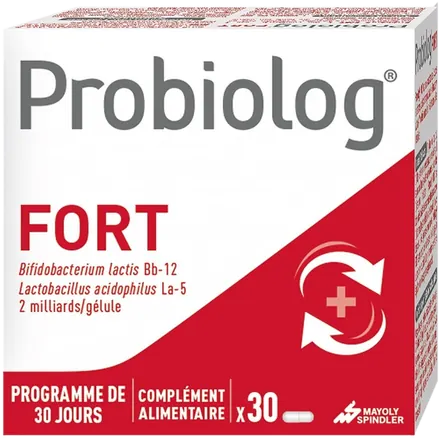 Probiolog®
FORT
Bifidobacterium lactis Bb-12
Lactobacillus acidophilus La-5
2 milliards/gélule
PROGRAMME DE
30 JOURS
COMPLÉMENT
ALIMENTAIRE
x30
MAYOLY
SPINDLER